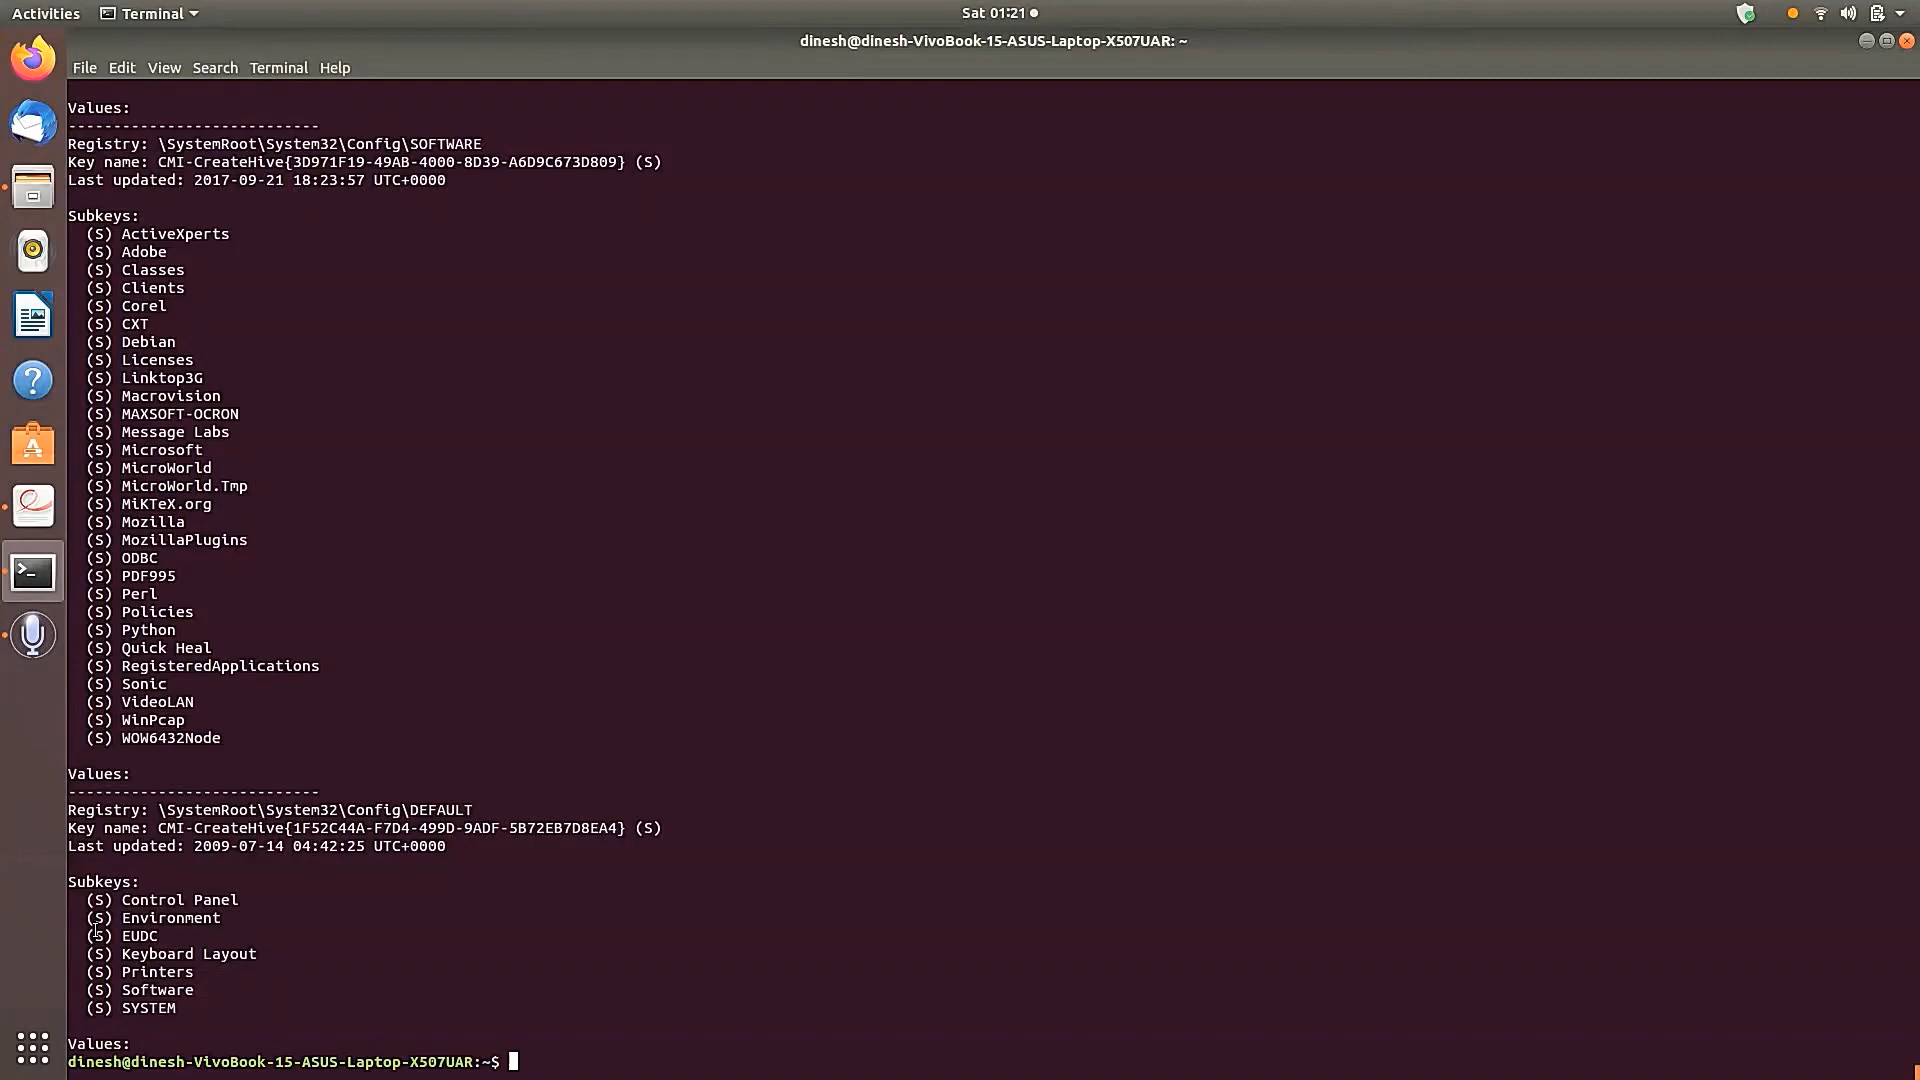 Activities Terminal Sat 01:21
dinesh@dinesh-VivoBook-15-ASUS-Laptop-X507UAR: ~
File Edit View Search Terminal Help
Values:
----------------------------
Registry: \SystemRoot\System32\Config\SOFTWARE
Key name: CMI-CreateHive{3D971F19-49AB-4000-8D39-A6D9C673D809} (S)
Last updated: 2017-09-21 18:23:57 UTC+0000
Subkeys:
(S) ActiveXperts
(S) Adobe
(S) Classes
(S) Clients
(S) Corel
(S) CXT
(S) Debian
(S) Licenses
(S) Linktop3G
(S) Macrovision
(S) MAXSOFT-OCRON
(S) Message Labs
(S) Microsoft
(S) MicroWorld
(S) MicroWorld.Tmp
(S) MiKTeX.org
(S) Mozilla
(S) MozillaPlugins
(S) ODBC
(S) PDF995
(S) Perl
(S) Policies
(S) Python
(S) Quick Heal
(S) RegisteredApplications
(S) Sonic
(S) VideoLAN
(S) WinPcap
(S) WOW6432Node
Values:
----------------------------
Registry: \SystemRoot\System32\Config\DEFAULT
Key name: CMI-CreateHive{1F52C44A-F7D4-499D-9ADF-5B72EB7D8EA4} (S)
Last updated: 2009-07-14 04:42:25 UTC+0000
Subkeys:
(S) Control Panel
(S) Environment
(S) EUDC
(S) Keyboard Layout
(S) Printers
(S) Software
(S) SYSTEM
Values:
dinesh@dinesh-VivoBook-15-ASUS-Laptop-X507UAR:~$